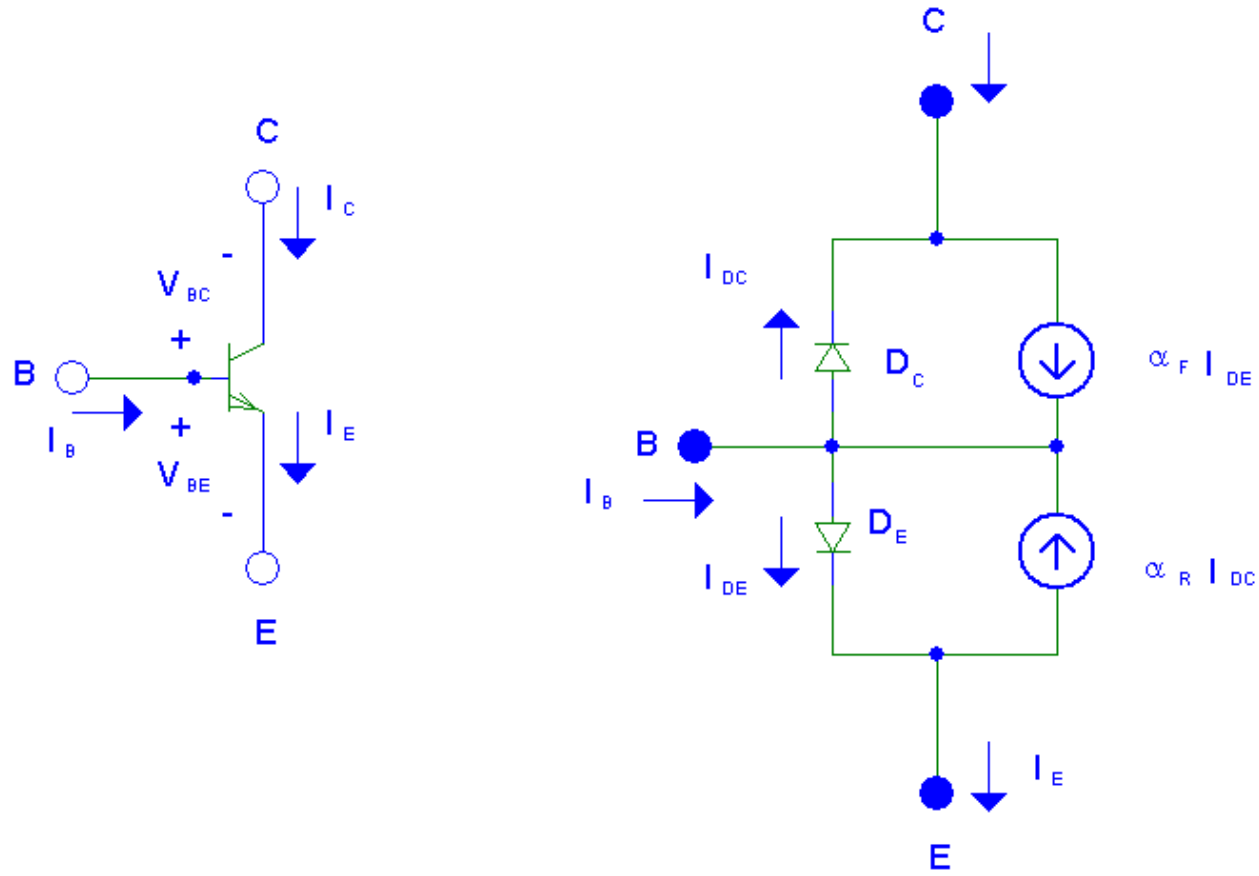 C
I C
-
V BC
+
B
I B
+
V BE
I E
-
E
C
I DC
D C
α F I DE
B
I B
D E
I DE
α R I DC
I E
E